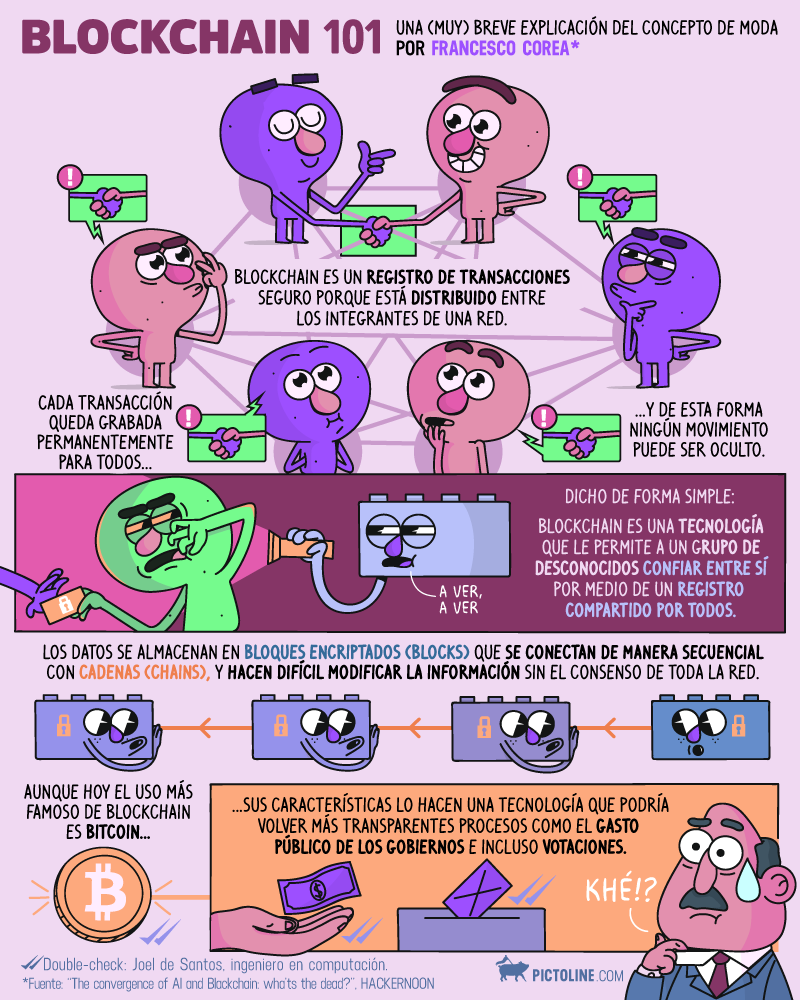 BLOCKCHAIN 101
UNA (MUY) BREVE EXPLICACIÓN DEL CONCEPTO DE MODA
POR FRANCESCO COREA*
!
!
BLOCKCHAIN ES UN REGISTRO DE TRANSACCIONES
SEGURO PORQUE ESTÁ DISTRIBUIDO ENTRE
LOS INTEGRANTES DE UNA RED.
CADA TRANSACCIÓN
QUEDA GRABADA
PERMANENTEMENTE
PARA TODOS...
!
!
...Y DE ESTA FORMA
NINGÚN MOVIMIENTO
PUEDE SER OCULTO.
A VER,
A VER
DICHO DE FORMA SIMPLE:
BLOCKCHAIN ES UNA TECNOLOGÍA
QUE LE PERMITE A UN GRUPO DE
DESCONOCIDOS CONFIAR ENTRE SÍ
POR MEDIO DE UN REGISTRO
COMPARTIDO POR TODOS.
LOS DATOS SE ALMACENAN EN BLOQUES ENCRIPTADOS (BLOCKS) QUE SE CONECTAN DE MANERA SECUENCIAL
CON CADENAS (CHAINS), Y HACEN DIFÍCIL MODIFICAR LA INFORMACIÓN SIN EL CONSENSO DE TODA LA RED.
AUNQUE HOY EL USO MÁS
FAMOSO DE BLOCKCHAIN
ES BITCOIN...
...SUS CARACTERÍSTICAS LO HACEN UNA TECNOLOGÍA QUE PODRÍA
VOLVER MÁS TRANSPARENTES PROCESOS COMO EL GASTO
PÚBLICO DE LOS GOBIERNOS E INCLUSO VOTACIONES.
₿
$
KHÉ!?
Double-check: Joel de Santos, ingeniero en computación.
*Fuente: "The convergence of AI and Blockchain: who'ts the dead?", HACKERNOON
PICTOLINE.COM